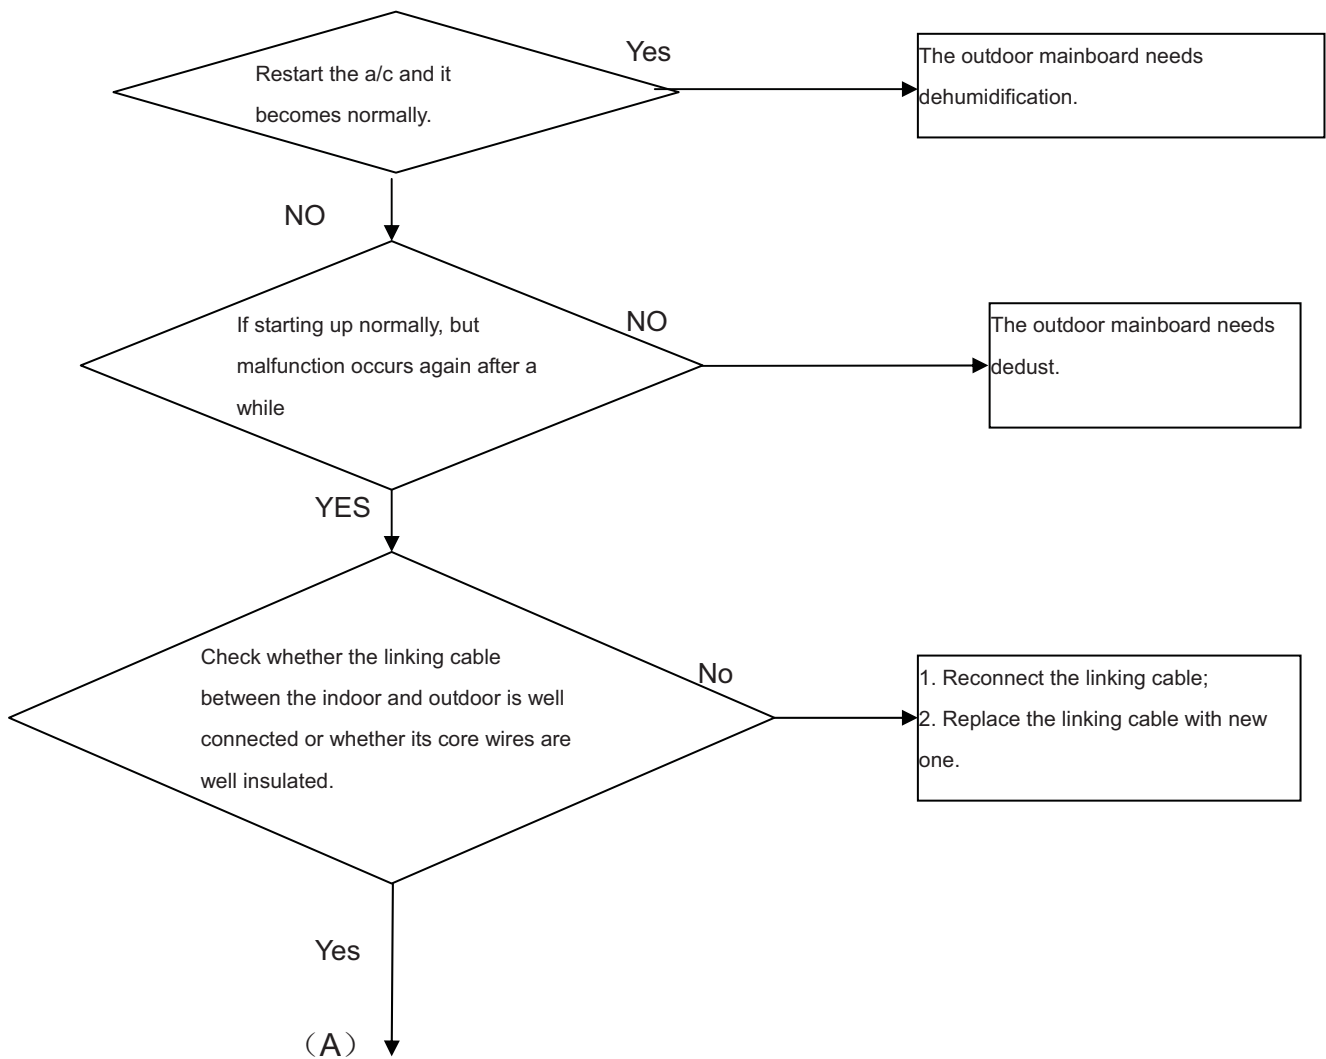 Restart the a/c and it
becomes normally.
Yes
The outdoor mainboard needs
dehumidification.
NO
If starting up normally, but
malfunction occurs again after a
while
NO
The outdoor mainboard needs
dedust.
YES
Check whether the linking cable
between the indoor and outdoor is well
connected or whether its core wires are
well insulated.
No
1. Reconnect the linking cable;
2. Replace the linking cable with new
one.
Yes
（A）